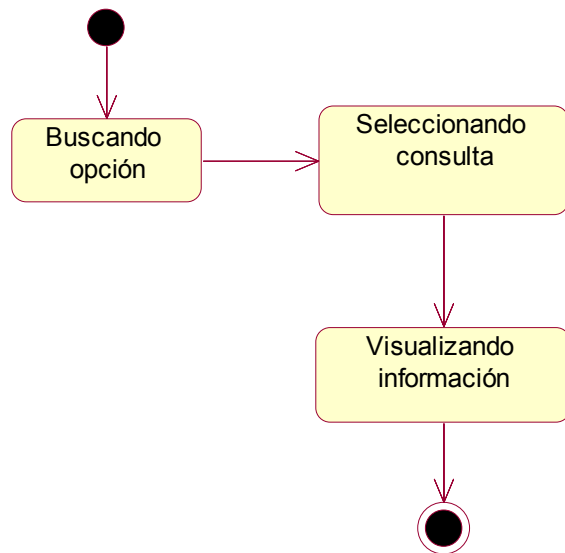 Buscando
opción
Seleccionando
consulta
Visualizando
información